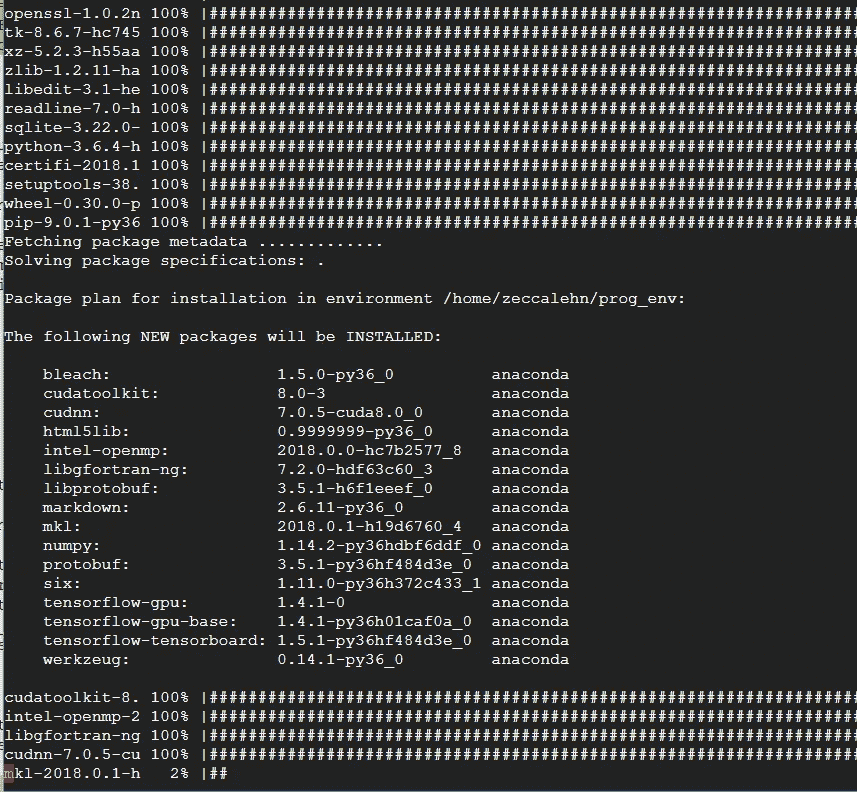 openssl-1.0.2n 100% |###################################################################
tk-8.6.7-hc745 100% |###################################################################
xz-5.2.3-h55aa 100% |###################################################################
zlib-1.2.11-ha 100% |###################################################################
libedit-3.1-he 100% |###################################################################
readline-7.0-h 100% |###################################################################
sqlite-3.22.0- 100% |###################################################################
python-3.6.4-h 100% |###################################################################
certifi-2018.1 100% |###################################################################
setuptools-38. 100% |###################################################################
wheel-0.30.0-p 100% |###################################################################
pip-9.0.1-py36 100% |###################################################################
Fetching package metadata .............
Solving package specifications: .
Package plan for installation in environment /home/zeccalehn/prog_env:
The following NEW packages will be INSTALLED:
bleach: 1.5.0-py36_0 anaconda
cudatoolkit: 8.0-3 anaconda
cudnn: 7.0.5-cuda8.0_0 anaconda
html5lib: 0.9999999-py36_0 anaconda
intel-openmp: 2018.0.0-hc7b2577_8 anaconda
libgfortran-ng: 7.2.0-hdf63c60_3 anaconda
libprotobuf: 3.5.1-h6f1eeef_0 anaconda
markdown: 2.6.11-py36_0 anaconda
mkl: 2018.0.1-h19d6760_4 anaconda
numpy: 1.14.2-py36hdbf6ddf_0 anaconda
protobuf: 3.5.1-py36hf484d3e_0 anaconda
six: 1.11.0-py36h372c433_1 anaconda
tensorflow-gpu: 1.4.1-0 anaconda
tensorflow-gpu-base: 1.4.1-py36h01caf0a_0 anaconda
tensorflow-tensorboard: 1.5.1-py36hf484d3e_0 anaconda
werkzeug: 0.14.1-py36_0 anaconda
cudatoolkit-8. 100% |###################################################################
intel-openmp-2 100% |###################################################################
libgfortran-ng 100% |###################################################################
cudnn-7.0.5-cu 100% |###################################################################
mkl-2018.0.1-h 2% |##